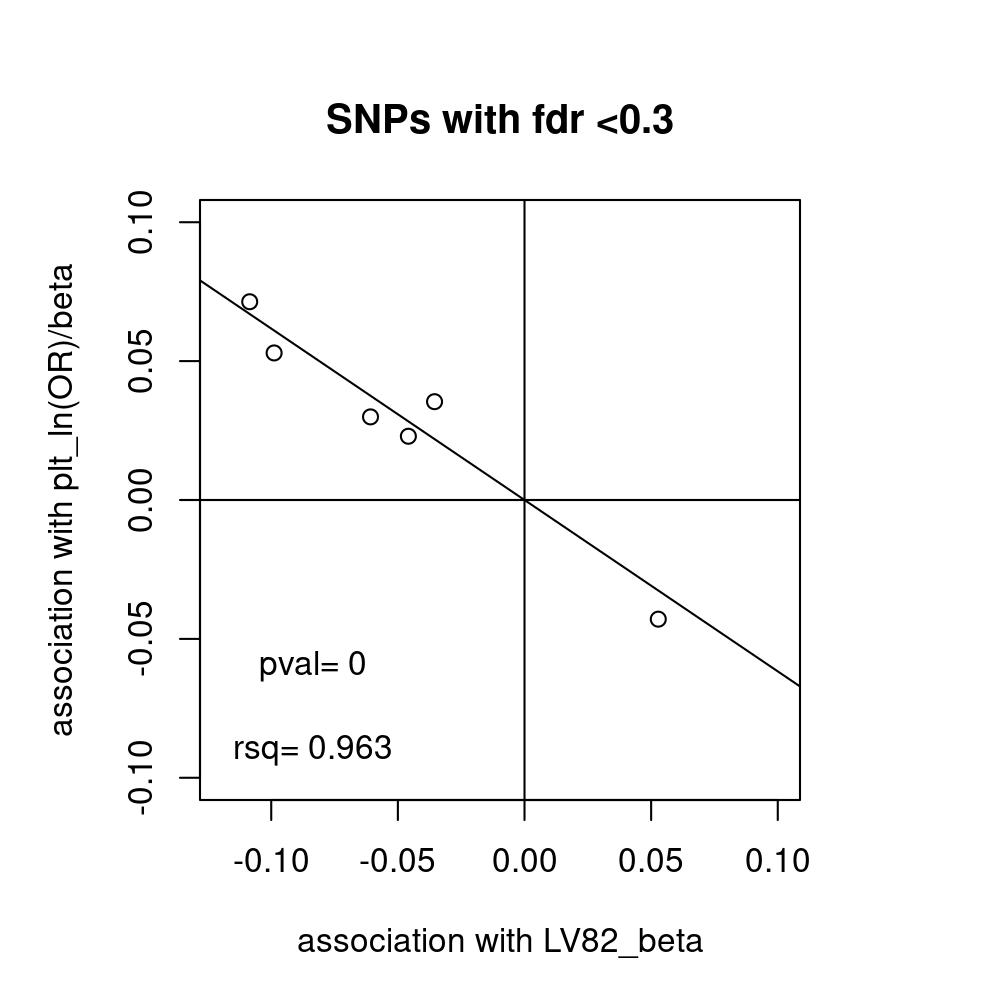 SNPs with fdr <0.3
association with plt_ln(OR)/beta
0.10
0.05
0.00
-0.05
-0.10
pval= 0
rsq= 0.963
-0.10 -0.05 0.00 0.05 0.10
association with LV82_beta